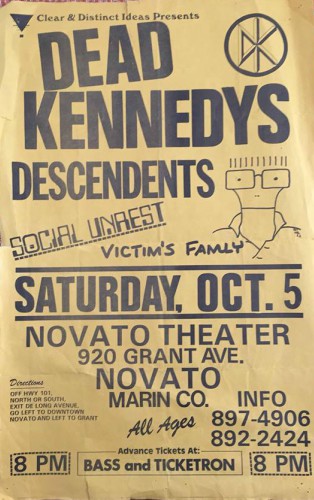 Clear & Distinct Ideas Presents
DEAD
KENNEDYS
DK
DESCENDENTS
SOCIAL UNREST
VICTIM'S FAMLY
SATURDAY, OCT. 5
NOVATO THEATER
920 GRANT AVE.
NOVATO
MARIN CO.
Directions
OFF HWY 101,
NORTH OR SOUTH,
EXIT DE LONG AVENUE,
GO LEFT TO DOWNTOWN
NOVATO AND LEFT TO GRANT
All Ages
INFO
897-4906
892-2424
8 PM
Advance Tickets At:
BASS and TICKETRON
8 PM